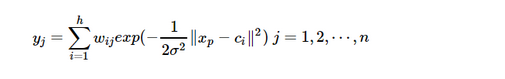 $y_j = \sum_{i=1}^{h} w_{ij} exp(-\frac{1}{2\sigma^2} \|x_p - c_i\|^2) \; j = 1, 2, \cdots, n$